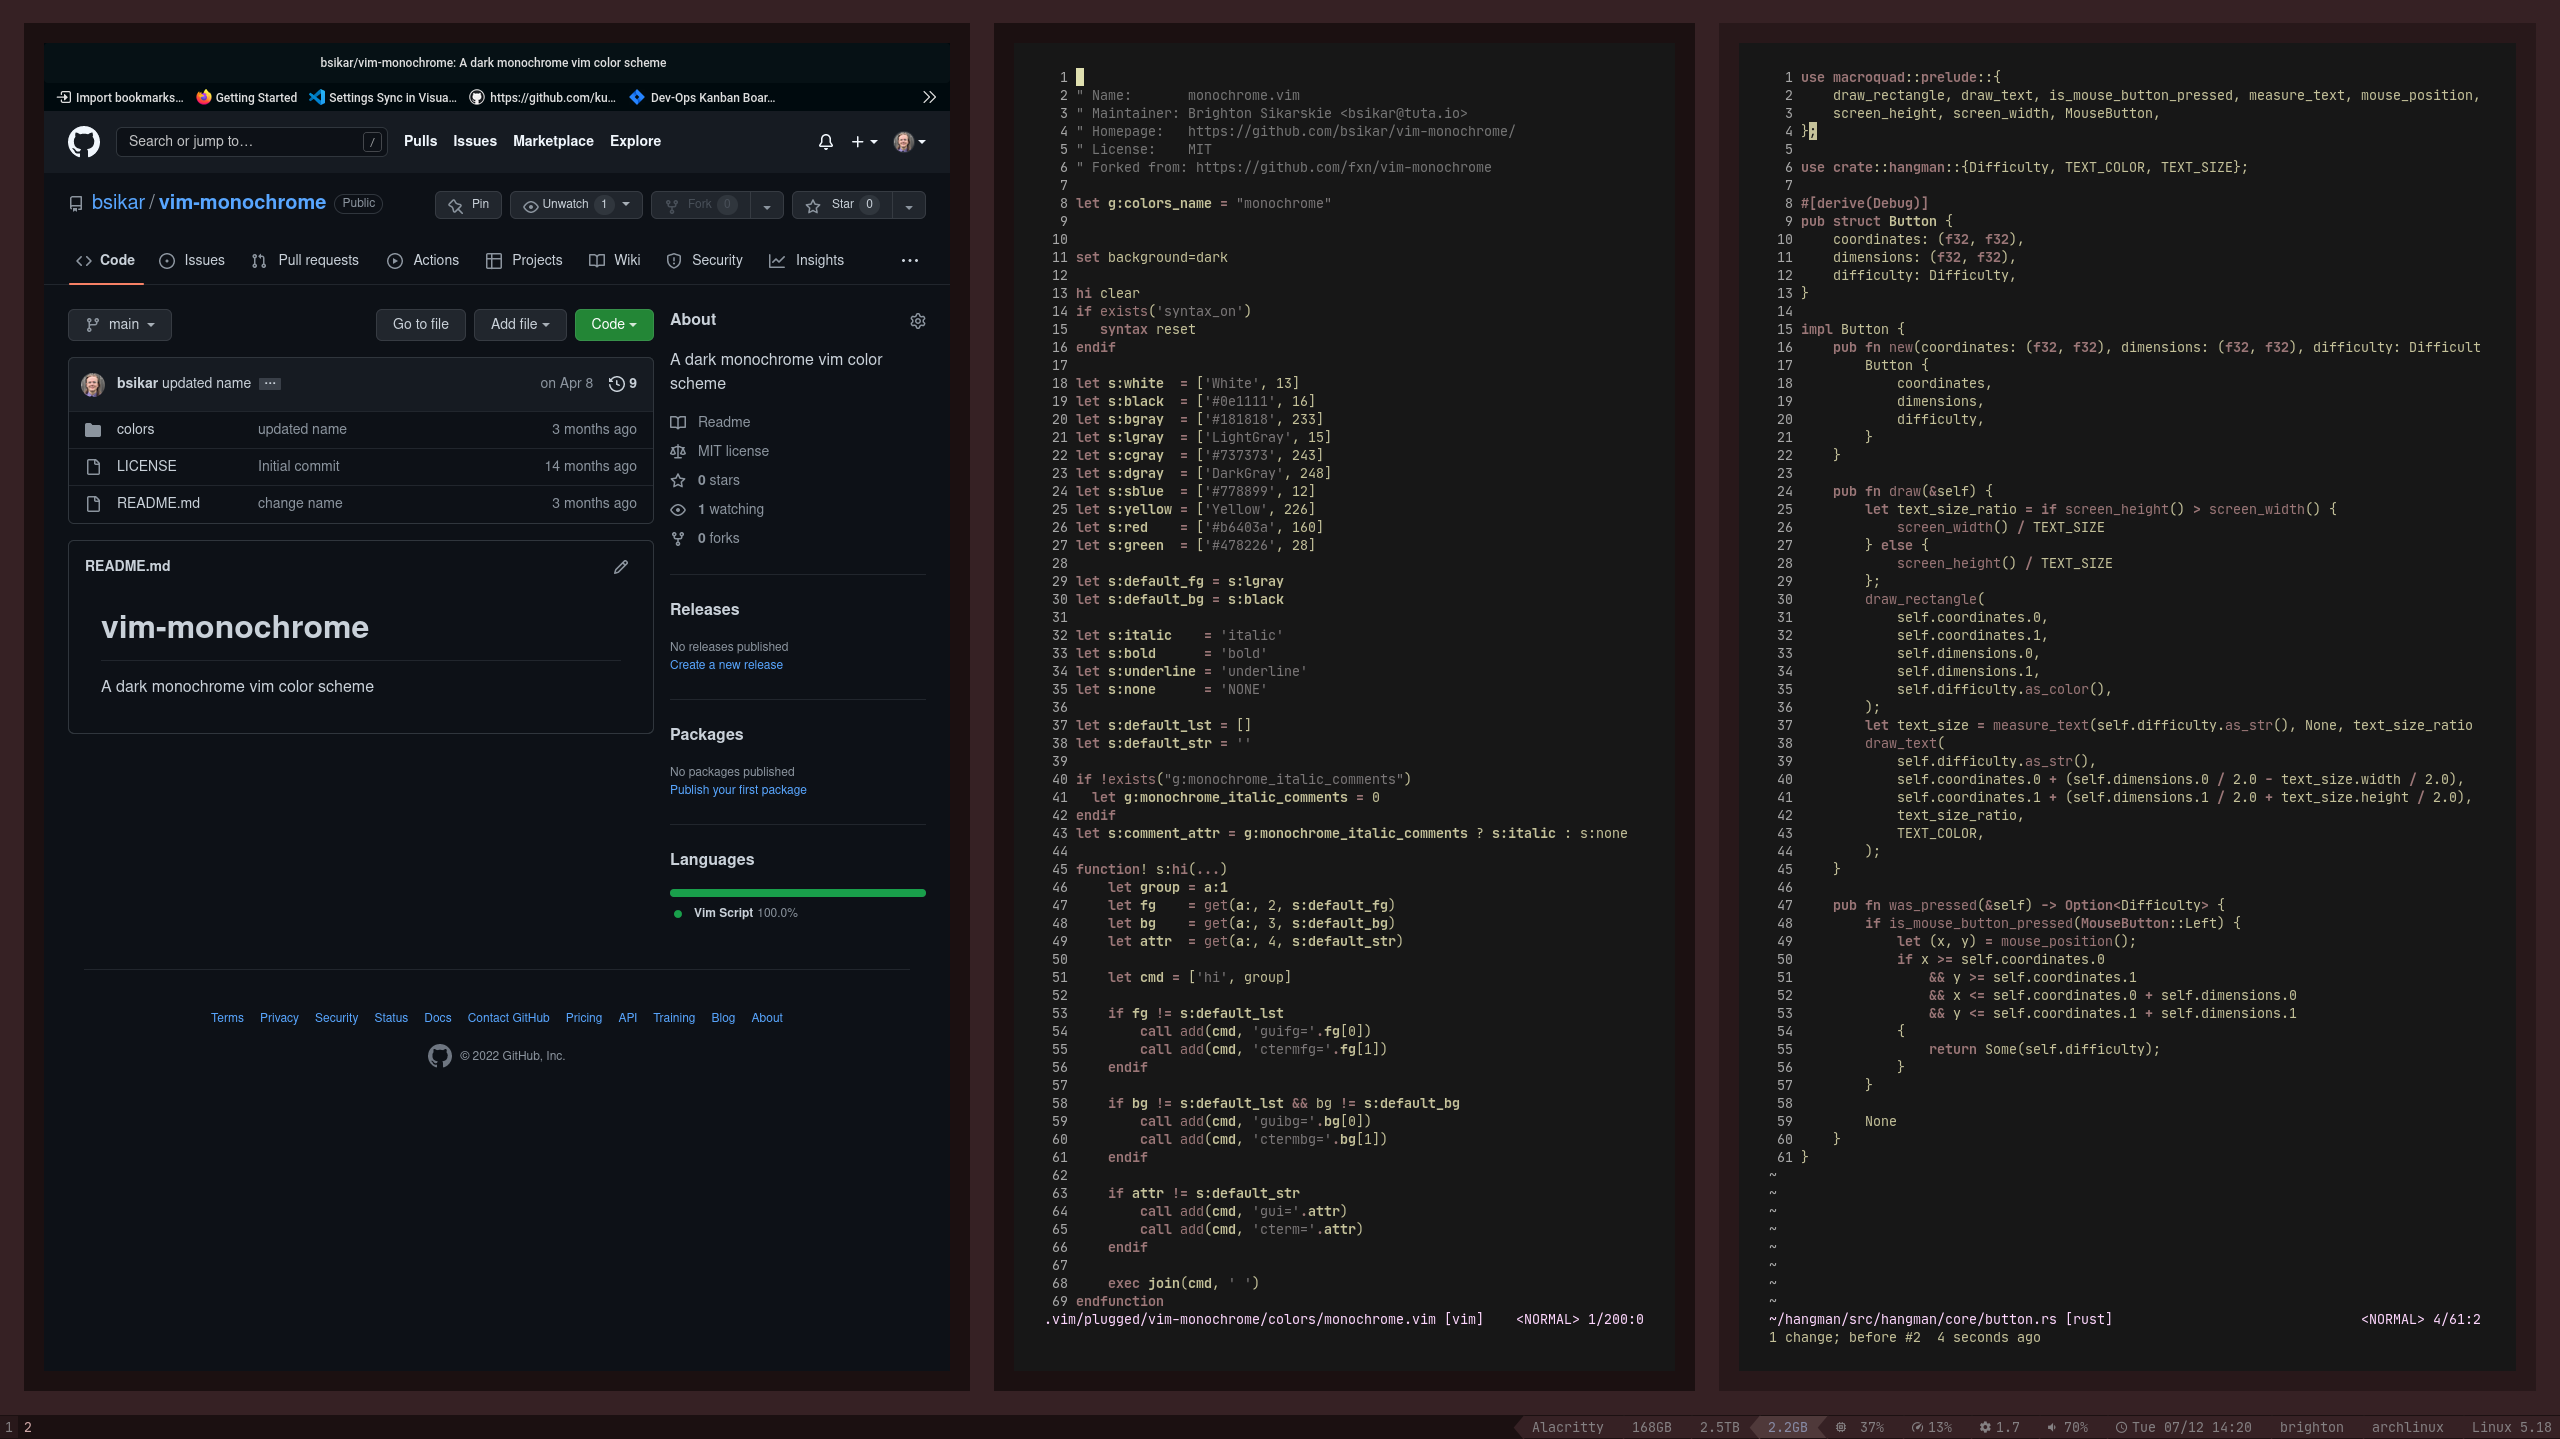 bsikar/vim-monochrome: A dark monochrome vim color scheme
Import bookmarks... Getting Started Settings Sync in Visua... https://github.com/ku... Dev-Ops Kanban Boar...
Search or jump to... / Pulls Issues Marketplace Explore
bsikar / vim-monochrome Public Pin Unwatch 1 Fork 0 Star 0
Code Issues Pull requests Actions Projects Wiki Security Insights
main Go to file Add file Code
bsikar updated name on Apr 8 9
colors updated name 3 months ago
LICENSE Initial commit 14 months ago
README.md change name 3 months ago
README.md
vim-monochrome
A dark monochrome vim color scheme
About
A dark monochrome vim color
scheme
Readme
MIT license
0 stars
1 watching
0 forks
Releases
No releases published
Create a new release
Packages
No packages published
Publish your first package
Languages
Vim Script 100.0%
Terms Privacy Security Status Docs Contact GitHub Pricing API Training Blog About
© 2022 GitHub, Inc.
1
2 " Name:       monochrome.vim
3 " Maintainer: Brighton Sikarskie <bsikar@tuta.io>
4 " Homepage:   https://github.com/bsikar/vim-monochrome/
5 " License:    MIT
6 " Forked from: https://github.com/fxn/vim-monochrome
7
8 let g:colors_name = "monochrome"
9
10
11 set background=dark
12
13 hi clear
14 if exists('syntax_on')
15    syntax reset
16 endif
17
18 let s:white  = ['White', 13]
19 let s:black  = ['#0e1111', 16]
20 let s:bgray  = ['#181818', 233]
21 let s:lgray  = ['LightGray', 15]
22 let s:cgray  = ['#737373', 243]
23 let s:dgray  = ['DarkGray', 248]
24 let s:sblue  = ['#778899', 12]
25 let s:yellow = ['Yellow', 226]
26 let s:red    = ['#b6403a', 160]
27 let s:green  = ['#478226', 28]
28
29 let s:default_fg = s:lgray
30 let s:default_bg = s:black
31
32 let s:italic    = 'italic'
33 let s:bold      = 'bold'
34 let s:underline = 'underline'
35 let s:none      = 'NONE'
36
37 let s:default_lst = []
38 let s:default_str = ''
39
40 if !exists("g:monochrome_italic_comments")
41   let g:monochrome_italic_comments = 0
42 endif
43 let s:comment_attr = g:monochrome_italic_comments ? s:italic : s:none
44
45 function! s:hi(...)
46     let group = a:1
47     let fg    = get(a:, 2, s:default_fg)
48     let bg    = get(a:, 3, s:default_bg)
49     let attr  = get(a:, 4, s:default_str)
50
51     let cmd = ['hi', group]
52
53     if fg != s:default_lst
54         call add(cmd, 'guifg='.fg[0])
55         call add(cmd, 'ctermfg='.fg[1])
56     endif
57
58     if bg != s:default_lst && bg != s:default_bg
59         call add(cmd, 'guibg='.bg[0])
60         call add(cmd, 'ctermbg='.bg[1])
61     endif
62
63     if attr != s:default_str
64         call add(cmd, 'gui='.attr)
65         call add(cmd, 'cterm='.attr)
66     endif
67
68     exec join(cmd, ' ')
69 endfunction
.vim/plugged/vim-monochrome/colors/monochrome.vim [vim]    <NORMAL> 1/200:0
1 use macroquad::prelude::{
2     draw_rectangle, draw_text, is_mouse_button_pressed, measure_text, mouse_position,
3     screen_height, screen_width, MouseButton,
4 };
5
6 use crate::hangman::{Difficulty, TEXT_COLOR, TEXT_SIZE};
7
8 #[derive(Debug)]
9 pub struct Button {
10     coordinates: (f32, f32),
11     dimensions: (f32, f32),
12     difficulty: Difficulty,
13 }
14
15 impl Button {
16     pub fn new(coordinates: (f32, f32), dimensions: (f32, f32), difficulty: Difficult
17         Button {
18             coordinates,
19             dimensions,
20             difficulty,
21         }
22     }
23
24     pub fn draw(&self) {
25         let text_size_ratio = if screen_height() > screen_width() {
26             screen_width() / TEXT_SIZE
27         } else {
28             screen_height() / TEXT_SIZE
29         };
30         draw_rectangle(
31             self.coordinates.0,
32             self.coordinates.1,
33             self.dimensions.0,
34             self.dimensions.1,
35             self.difficulty.as_color(),
36         );
37         let text_size = measure_text(self.difficulty.as_str(), None, text_size_ratio
38         draw_text(
39             self.difficulty.as_str(),
40             self.coordinates.0 + (self.dimensions.0 / 2.0 - text_size.width / 2.0),
41             self.coordinates.1 + (self.dimensions.1 / 2.0 + text_size.height / 2.0),
42             text_size_ratio,
43             TEXT_COLOR,
44         );
45     }
46
47     pub fn was_pressed(&self) -> Option<Difficulty> {
48         if is_mouse_button_pressed(MouseButton::Left) {
49             let (x, y) = mouse_position();
50             if x >= self.coordinates.0
51                 && y >= self.coordinates.1
52                 && x <= self.coordinates.0 + self.dimensions.0
53                 && y <= self.coordinates.1 + self.dimensions.1
54             {
55                 return Some(self.difficulty);
56             }
57         }
58
59             None
60     }
61 }
~
~
~
~
~
~
~
~
~/hangman/src/hangman/core/button.rs [rust]    <NORMAL> 4/61:2
1 change; before #2  4 seconds ago
1 2 Alacritty 168GB 2.5TB 2.2GB 37% 13% 1.7 70% Tue 07/12 14:20 brighton archlinux Linux 5.18